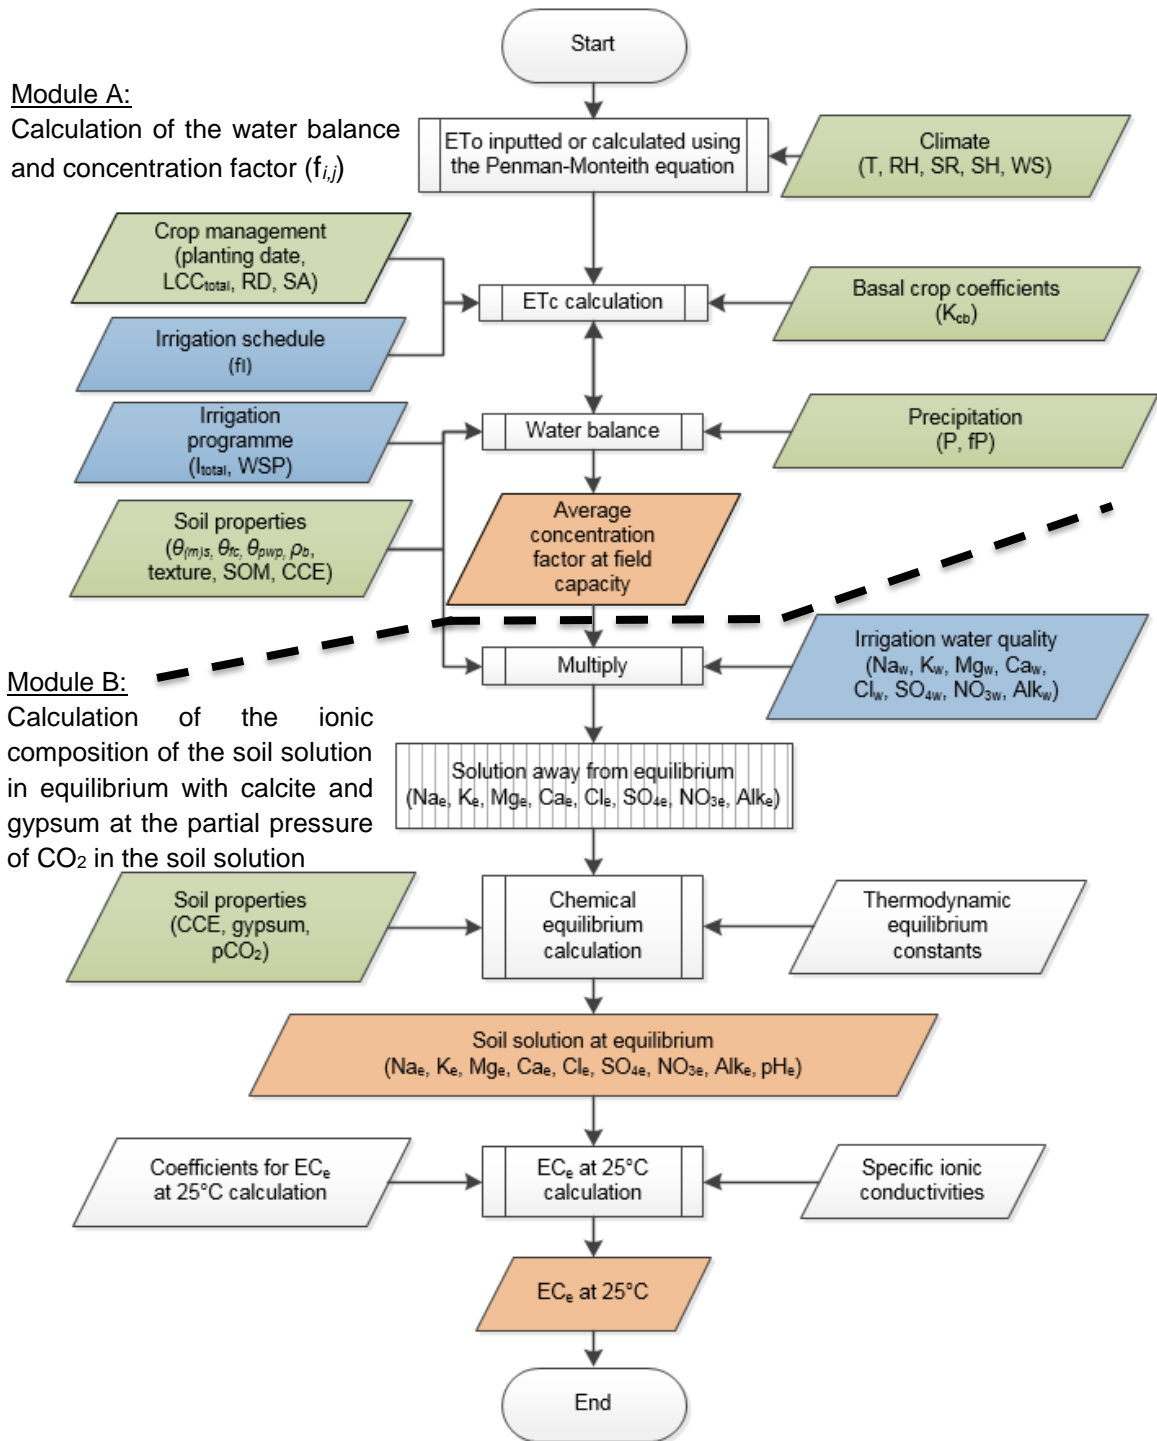 Start
Module A:
Calculation of the water balance
and concentration factor (fi,j)
ETo inputted or calculated using
the Penman-Monteith equation
Climate
(T, RH, SR, SH, WS)
Crop management
(planting date,
LCCtotal, RD, SA)
ETc calculation
Basal crop coefficients
(Kcb)
Irrigation schedule
(fI)
Irrigation
programme
(Itotal, WSP)
Water balance
Precipitation
(P, fP)
Soil properties
(θ(m)s, θfc, θpwp, ρb,
texture, SOM, CCE)
Average
concentration
factor at field
capacity
Multiply
Irrigation water quality
(Naw, Kw, Mgw, Caw,
Clw, SO4w, NO3w, Alkw)
Module B:
Calculation of the ionic
composition of the soil solution
in equilibrium with calcite and
gypsum at the partial pressure
of CO2 in the soil solution
Solution away from equilibrium
(Nae, Ke, Mge, Cae, Cle, SO4e, NO3e, Alke)
Soil properties
(CCE, gypsum,
pCO2)
Chemical
equilibrium
calculation
Thermodynamic
equilibrium
constants
Soil solution at equilibrium
(Nae, Ke, Mge, Cae, Cle, SO4e, NO3e, Alke, pHe)
Coefficients for ECe
at 25°C calculation
ECe at 25°C
calculation
Specific ionic
conductivities
ECe at 25°C
End